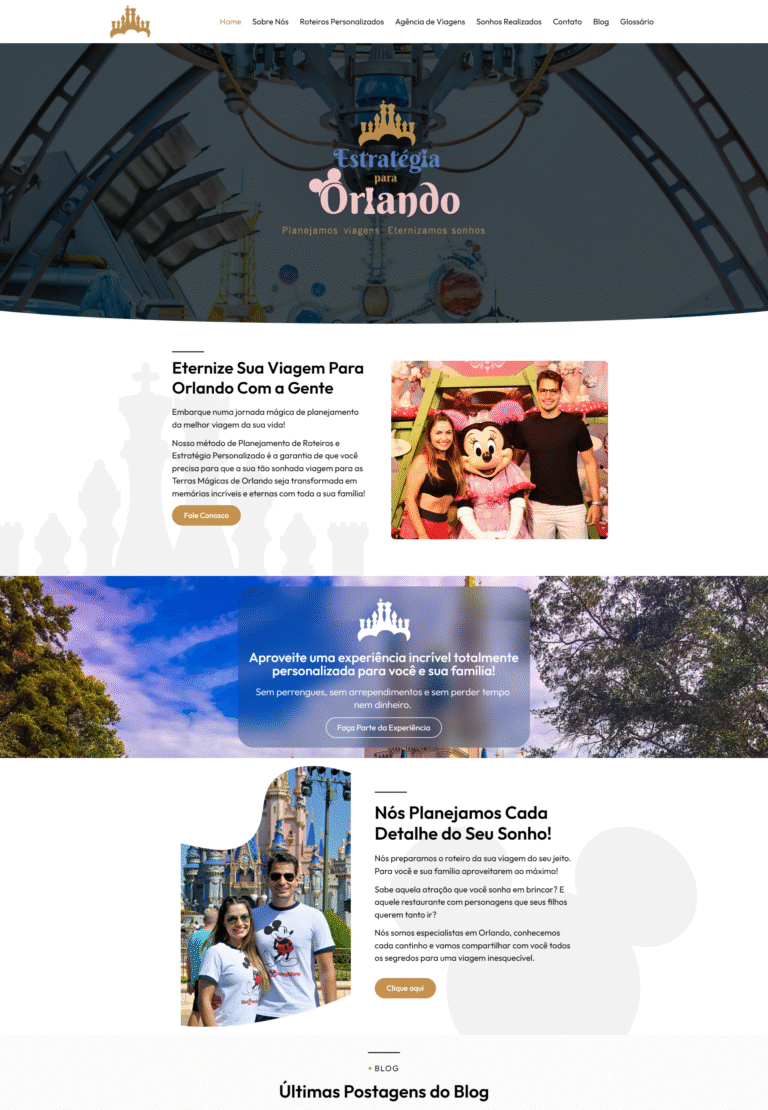 Home Sobre Nós Roteiros Personalizados Agência de Viagens Sonhos Realizados Contato Blog Glossário
Estratégia
para
Orlando
Planejamos viagens Eternizamos sonhos
Eternize Sua Viagem Para
Orlando Com a Gente
Embarque numa jornada mágica de planejamento
da melhor viagem da sua vida!
Nosso método de Planejamento de Roteiros e
Estratégia Personalizado é a garantia de que você
precisa para que a sua tão sonhada viagem para as
Terras Mágicas de Orlando seja transformada em
memórias incríveis e eternas com toda a sua família!
Fale Conosco
Aproveite uma experiência incrível totalmente
personalizada para você e sua família!
Sem perrengues, sem arrependimentos e sem perder tempo
nem dinheiro.
Faça Parte da Experiência
Nós Planejamos Cada
Detalhe do Seu Sonho!
Nós preparamos o roteiro da sua viagem do seu jeito.
Para você e sua família aproveitarem ao máximo!
Sabe aquela atração que você sonha em brincar? E
aquele restaurante com personagens que seus filhos
querem tanto ir?
Nós somos especialistas em Orlando, conhecemos
cada cantinho e vamos compartilhar com você todos
os segredos para uma viagem inesquecível.
Clique aqui
BLOG
Últimas Postagens do Blog